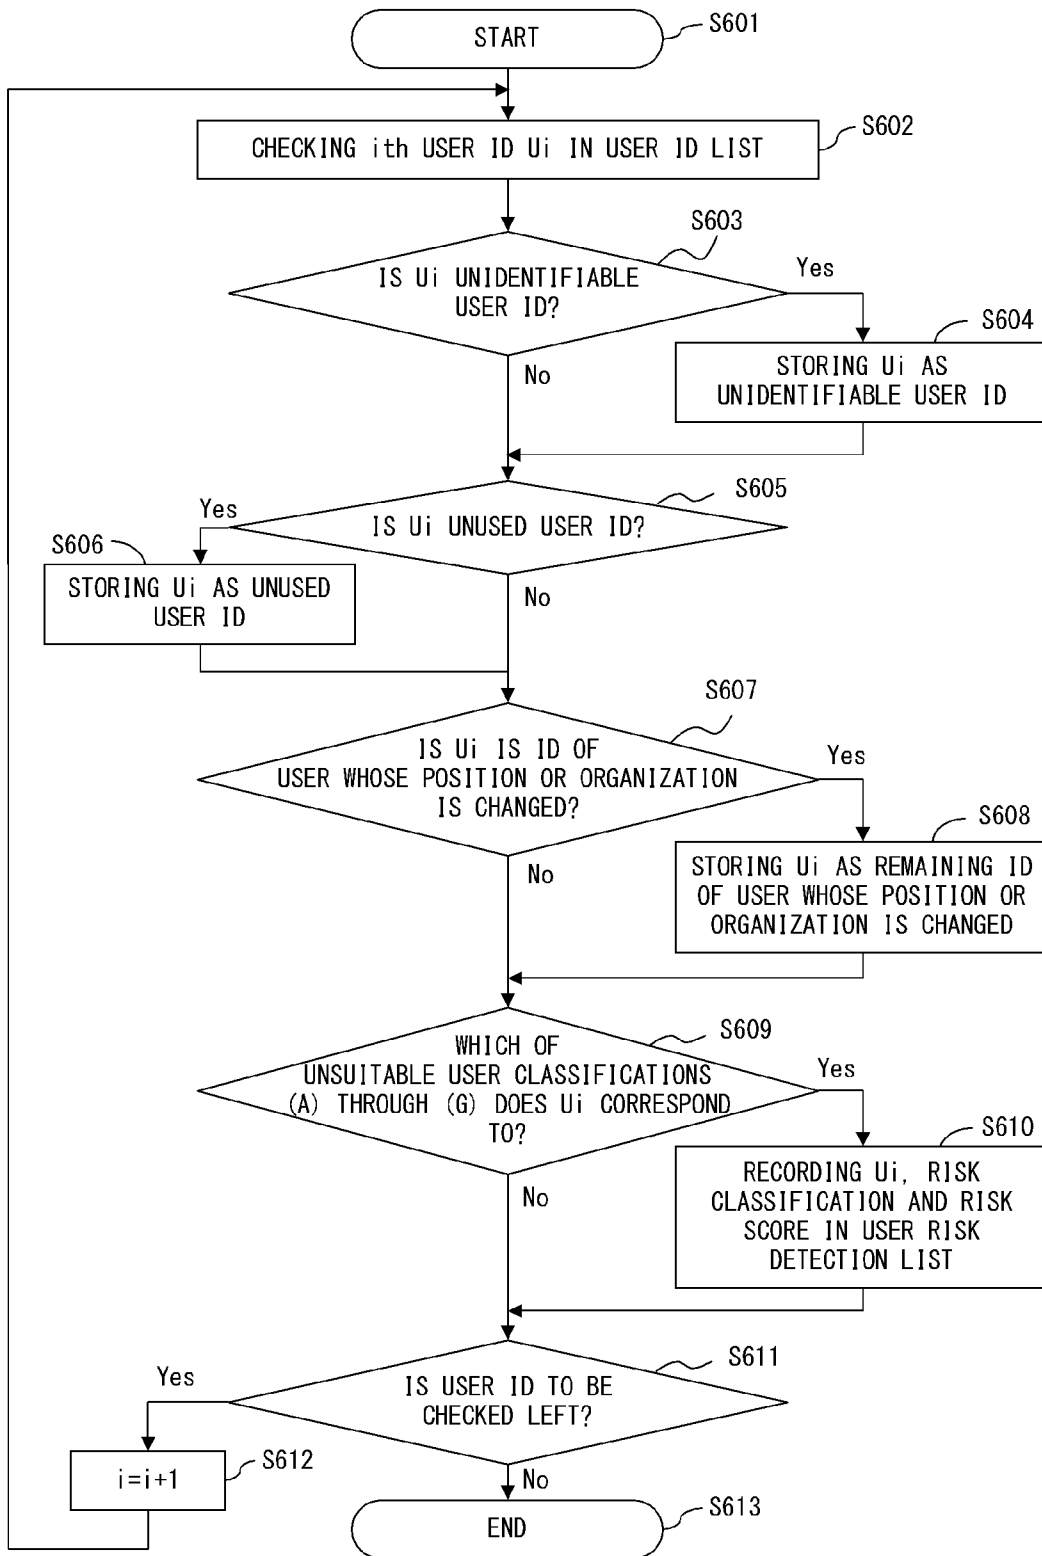 START
S601
CHECKING ith USER ID Ui IN USER ID LIST
S602
IS Ui UNIDENTIFIABLE
USER ID?
S603
Yes
No
STORING Ui AS
UNIDENTIFIABLE USER ID
S604
IS Ui UNUSED USER ID?
S605
Yes
No
S606
STORING Ui AS UNUSED
USER ID
IS Ui IS ID OF
USER WHOSE POSITION OR ORGANIZATION
IS CHANGED?
S607
Yes
No
STORING Ui AS REMAINING ID
OF USER WHOSE POSITION OR
ORGANIZATION IS CHANGED
S608
WHICH OF
UNSUITABLE USER CLASSIFICATIONS
(A) THROUGH (G) DOES Ui CORRESPOND
TO?
S609
Yes
No
RECORDING Ui, RISK
CLASSIFICATION AND RISK
SCORE IN USER RISK
DETECTION LIST
S610
IS USER ID TO BE
CHECKED LEFT?
S611
Yes
No
i=i+1
S612
END
S613